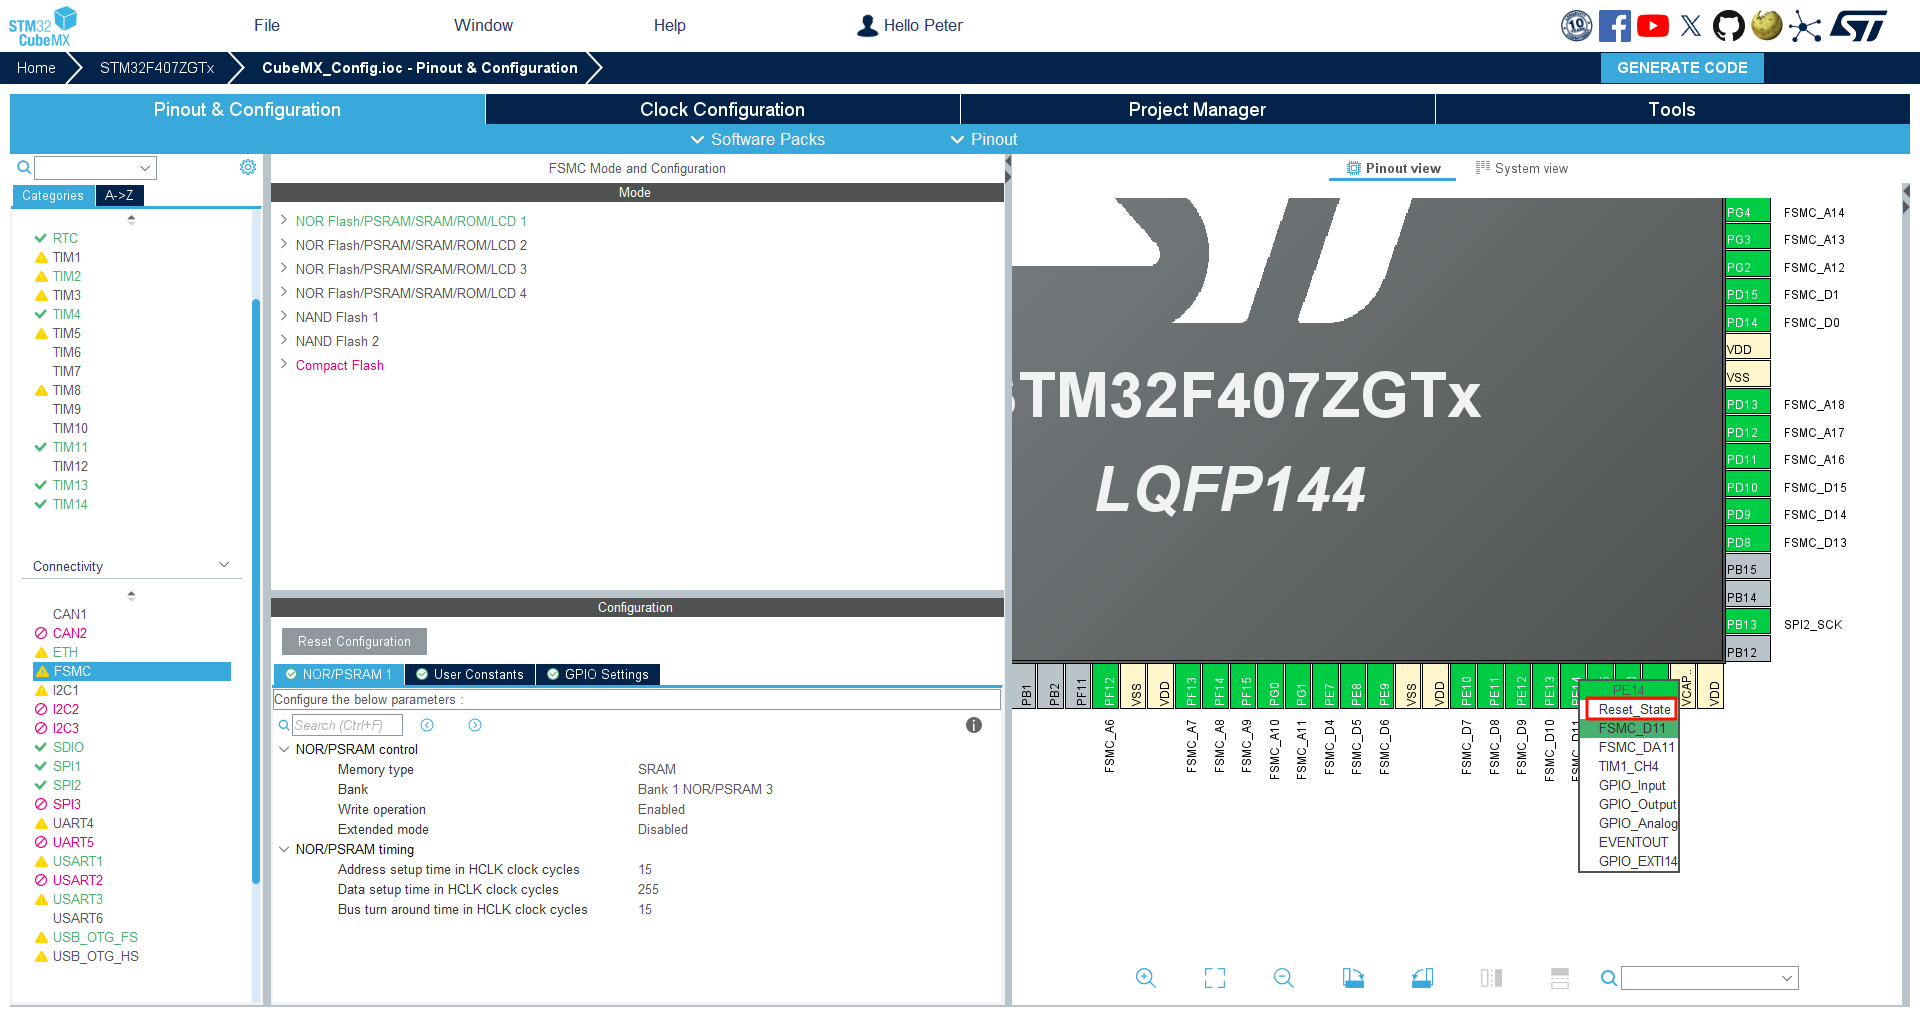 STM32
CubeMX
File
Window
Help
Hello Peter
10
Home
STM32F407ZGTx
CubeMX_Config.ioc - Pinout & Configuration
GENERATE CODE
Pinout & Configuration
Clock Configuration
Project Manager
Tools
Software Packs
Pinout
Categories
A->Z
RTC
TIM1
TIM2
TIM3
TIM4
TIM5
TIM6
TIM7
TIM8
TIM9
TIM10
TIM11
TIM12
TIM13
TIM14
Connectivity
CAN1
CAN2
ETH
FSMC
I2C1
I2C2
I2C3
SDIO
SPI1
SPI2
SPI3
UART4
UART5
USART1
USART2
USART3
USART6
USB_OTG_FS
USB_OTG_HS
FSMC Mode and Configuration
Mode
NOR Flash/PSRAM/SRAM/ROM/LCD 1
NOR Flash/PSRAM/SRAM/ROM/LCD 2
NOR Flash/PSRAM/SRAM/ROM/LCD 3
NOR Flash/PSRAM/SRAM/ROM/LCD 4
NAND Flash 1
NAND Flash 2
Compact Flash
Configuration
Reset Configuration
NOR/PSRAM 1
User Constants
GPIO Settings
Configure the below parameters :
Search (Ctrl+F)
NOR/PSRAM control
Memory type SRAM
Bank Bank 1 NOR/PSRAM 3
Write operation Enabled
Extended mode Disabled
NOR/PSRAM timing
Address setup time in HCLK clock cycles 15
Data setup time in HCLK clock cycles 255
Bus turn around time in HCLK clock cycles 15
Pinout view
System view
STM32F407ZGTx
LQFP144
PG4 FSMC_A14
PG3 FSMC_A13
PG2 FSMC_A12
PD15 FSMC_D1
PD14 FSMC_D0
VDD
VSS
PD13 FSMC_A18
PD12 FSMC_A17
PD11 FSMC_A16
PD10 FSMC_D15
PD9 FSMC_D14
PD8 FSMC_D13
PB15
PB14
PB13 SPI2_SCK
PB12
PB1
PB2
PF11
PF12
VSS
VDD
PF13
PF14
PF15
PG0
PG1
PE7
PE8
PE9
VSS
VDD
PE10
PE11
PE12
PE13
PE14
VCAP..
VDD
FSMC_A6
FSMC_A7
FSMC_A8
FSMC_A9
FSMC_A10
FSMC_A11
FSMC_D4
FSMC_D5
FSMC_D6
FSMC_D7
FSMC_D8
FSMC_D9
FSMC_D10
FSMC_D11
PE14
Reset_State
FSMC_D11
FSMC_DA11
TIM1_CH4
GPIO_Input
GPIO_Output
GPIO_Analog
EVENTOUT
GPIO_EXTI14